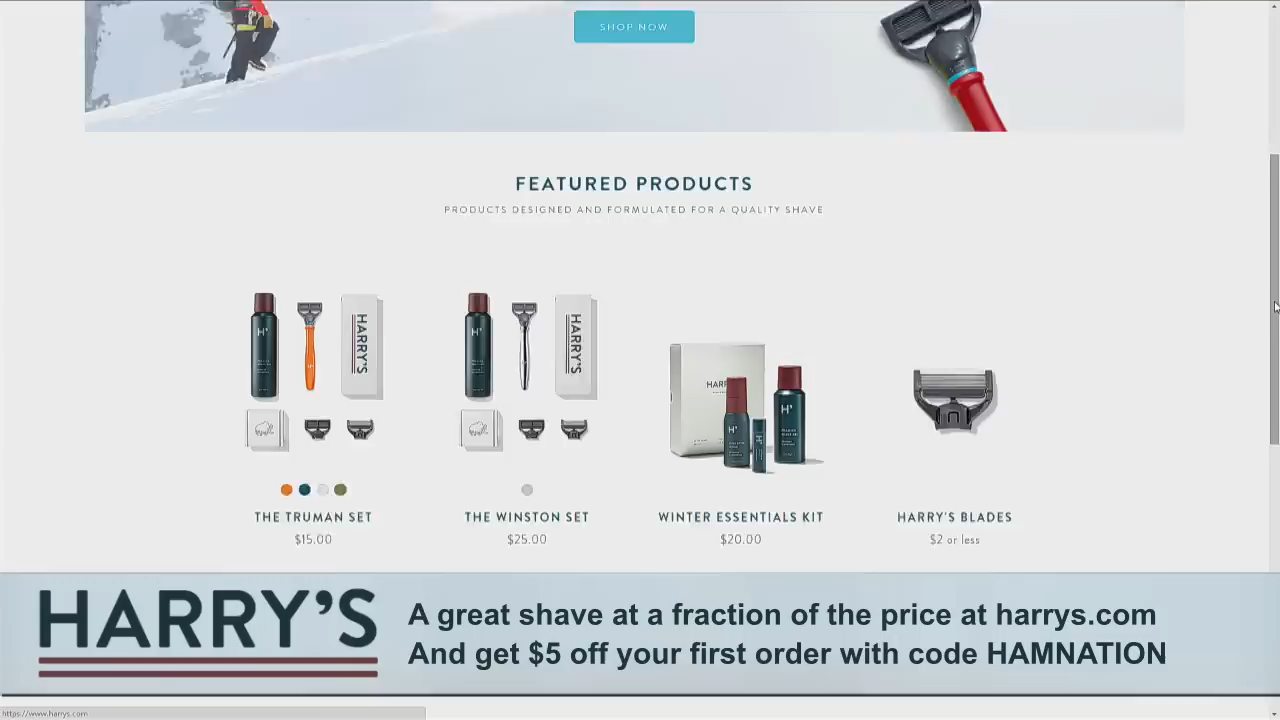 SHOP NOW
FEATURED PRODUCTS
PRODUCTS DESIGNED AND FORMULATED FOR A QUALITY SHAVE
H'
HARRY'S
H'
HARRY'S
HARRY'S
H'
H'
H'
THE TRUMAN SET
THE WINSTON SET
WINTER ESSENTIALS KIT
HARRY'S BLADES
$15.00
$25.00
$20.00
$2 or less
HARRY'S
A great shave at a fraction of the price at harrys.com
And get $5 off your first order with code HAMNATION
https://www.harrys.com